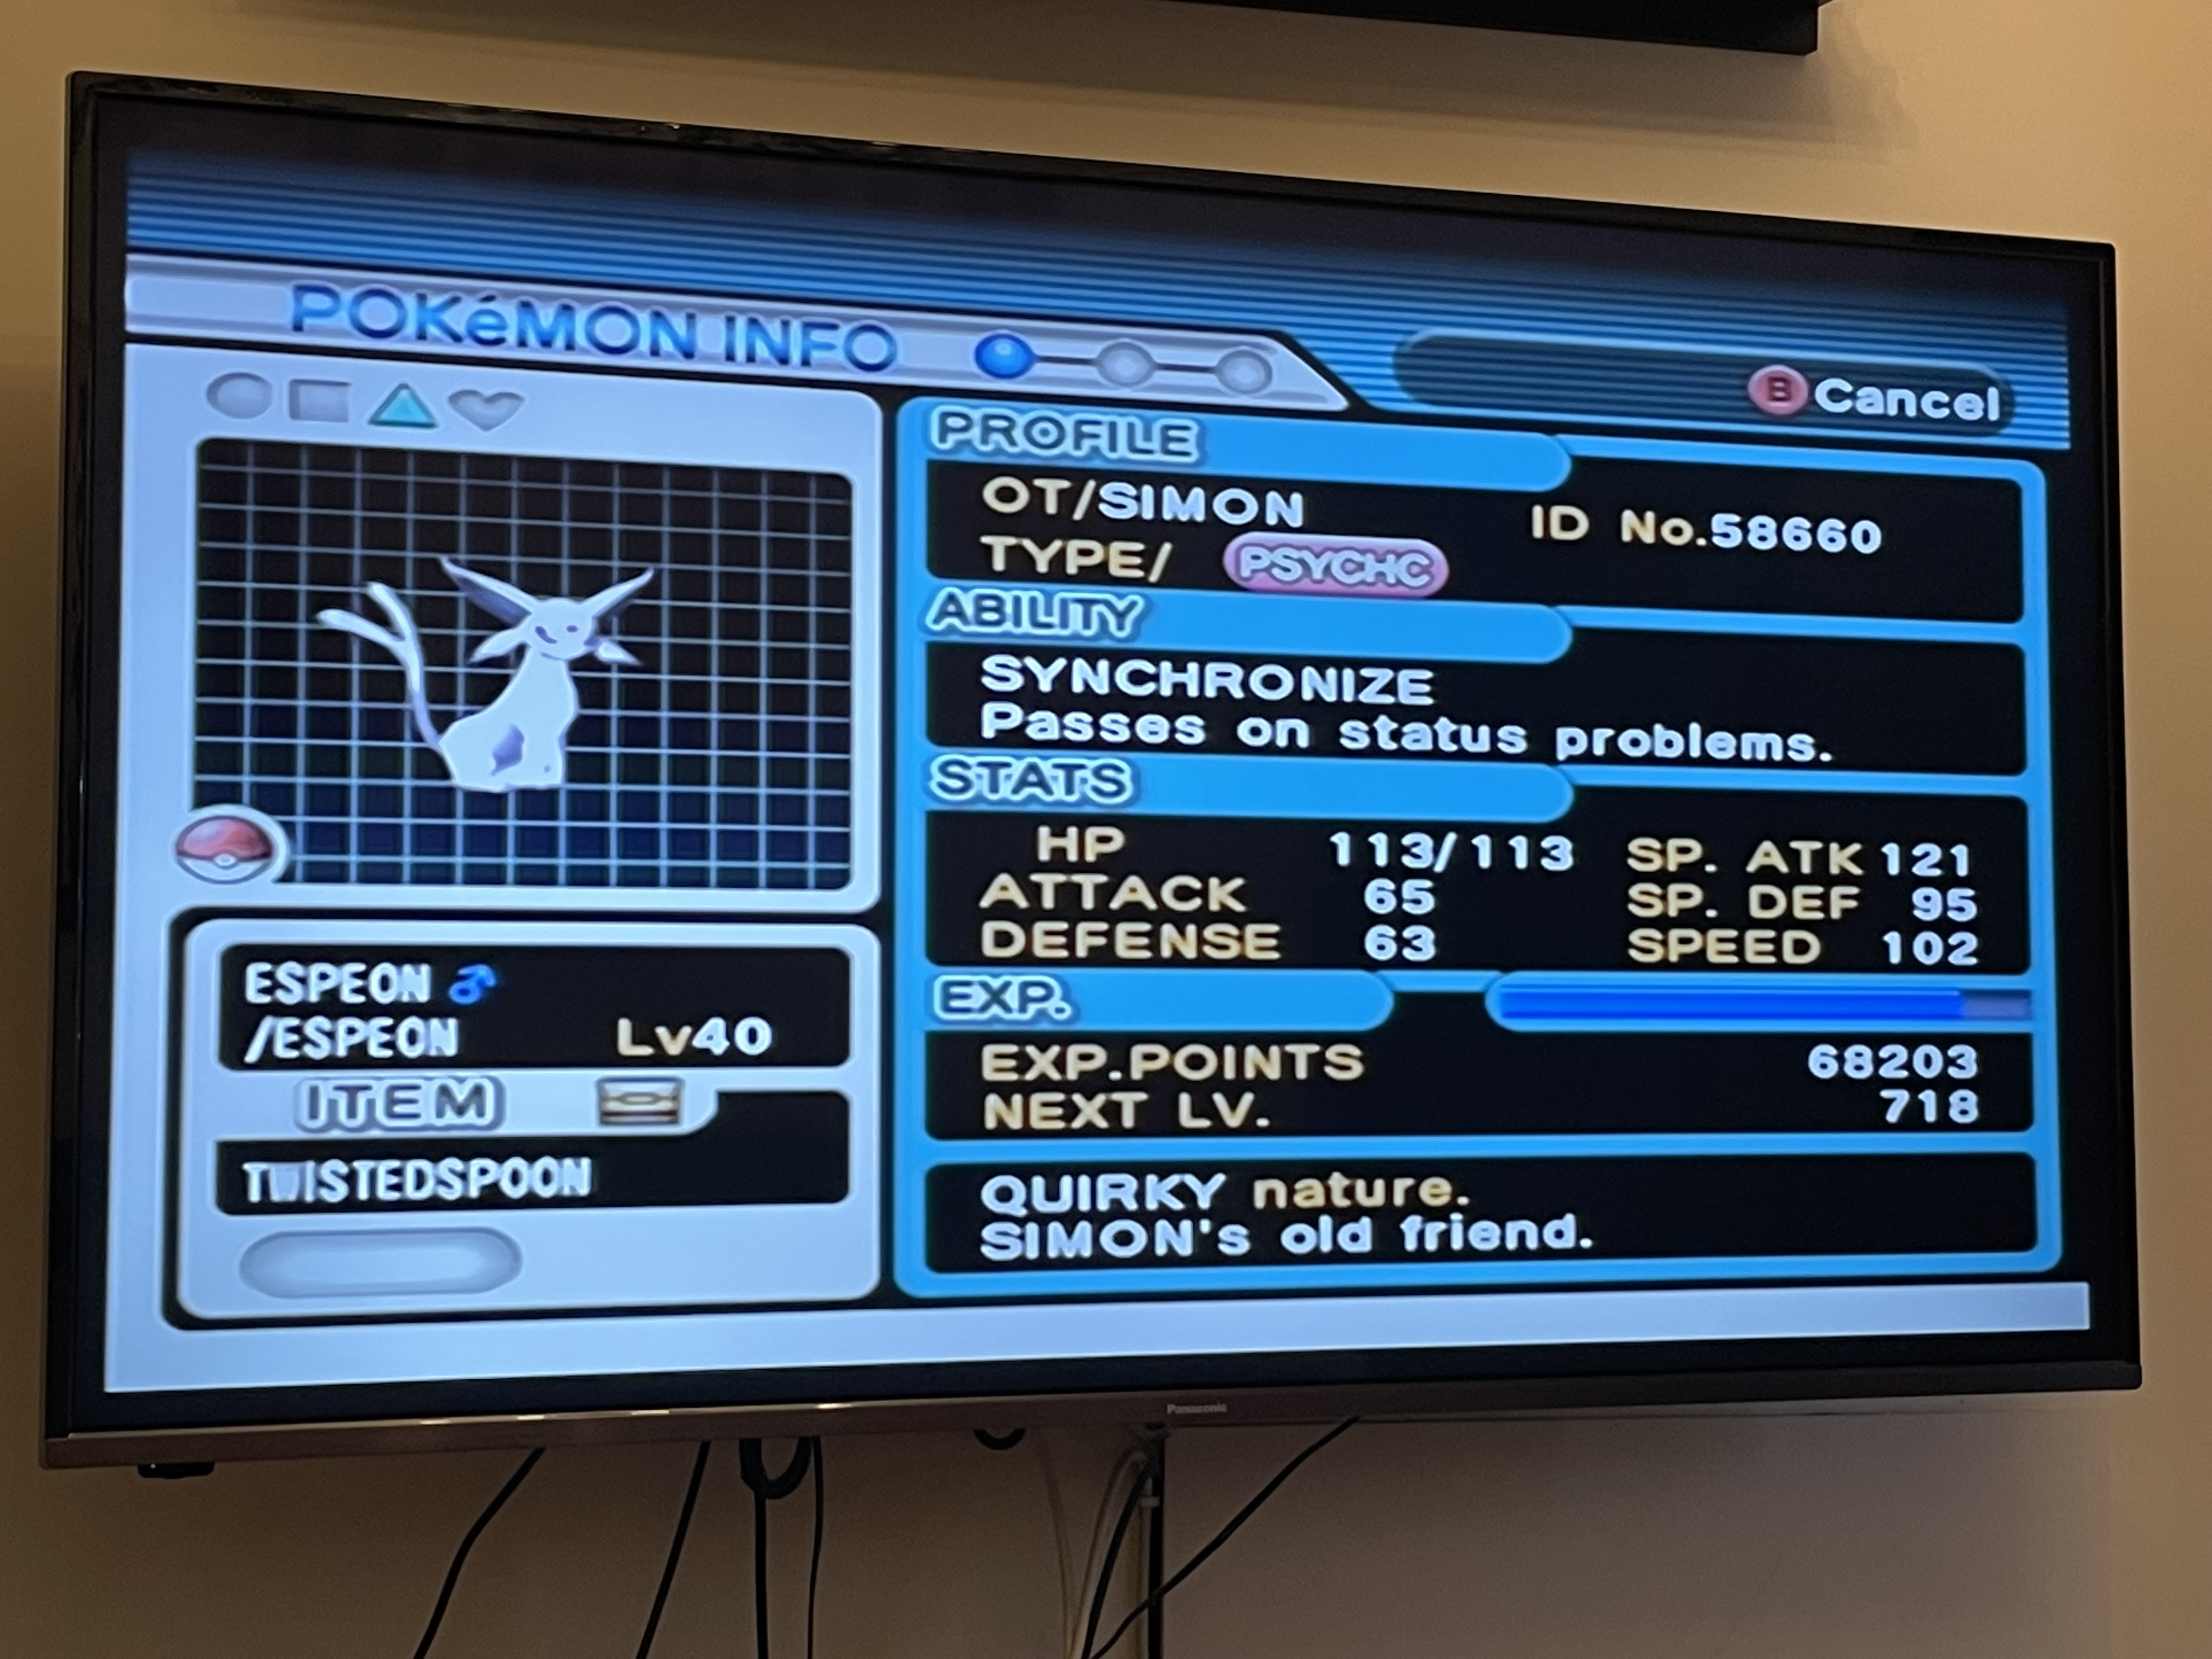 POKéMON INFO
B Cancel
PROFILE
OT/SIMON ID No.58660
TYPE/ PSYCHC
ABILITY
SYNCHRONIZE
Passes on status problems.
STATS
HP 113/113 SP. ATK 121
ATTACK 65 SP. DEF 95
DEFENSE 63 SPEED 102
ESPEON ♂
/ESPEON Lv40
ITEM
TWISTEDSPOON
EXP.
EXP.POINTS 68203
NEXT LV. 718
QUIRKY nature.
SIMON's old friend.
Panasonic